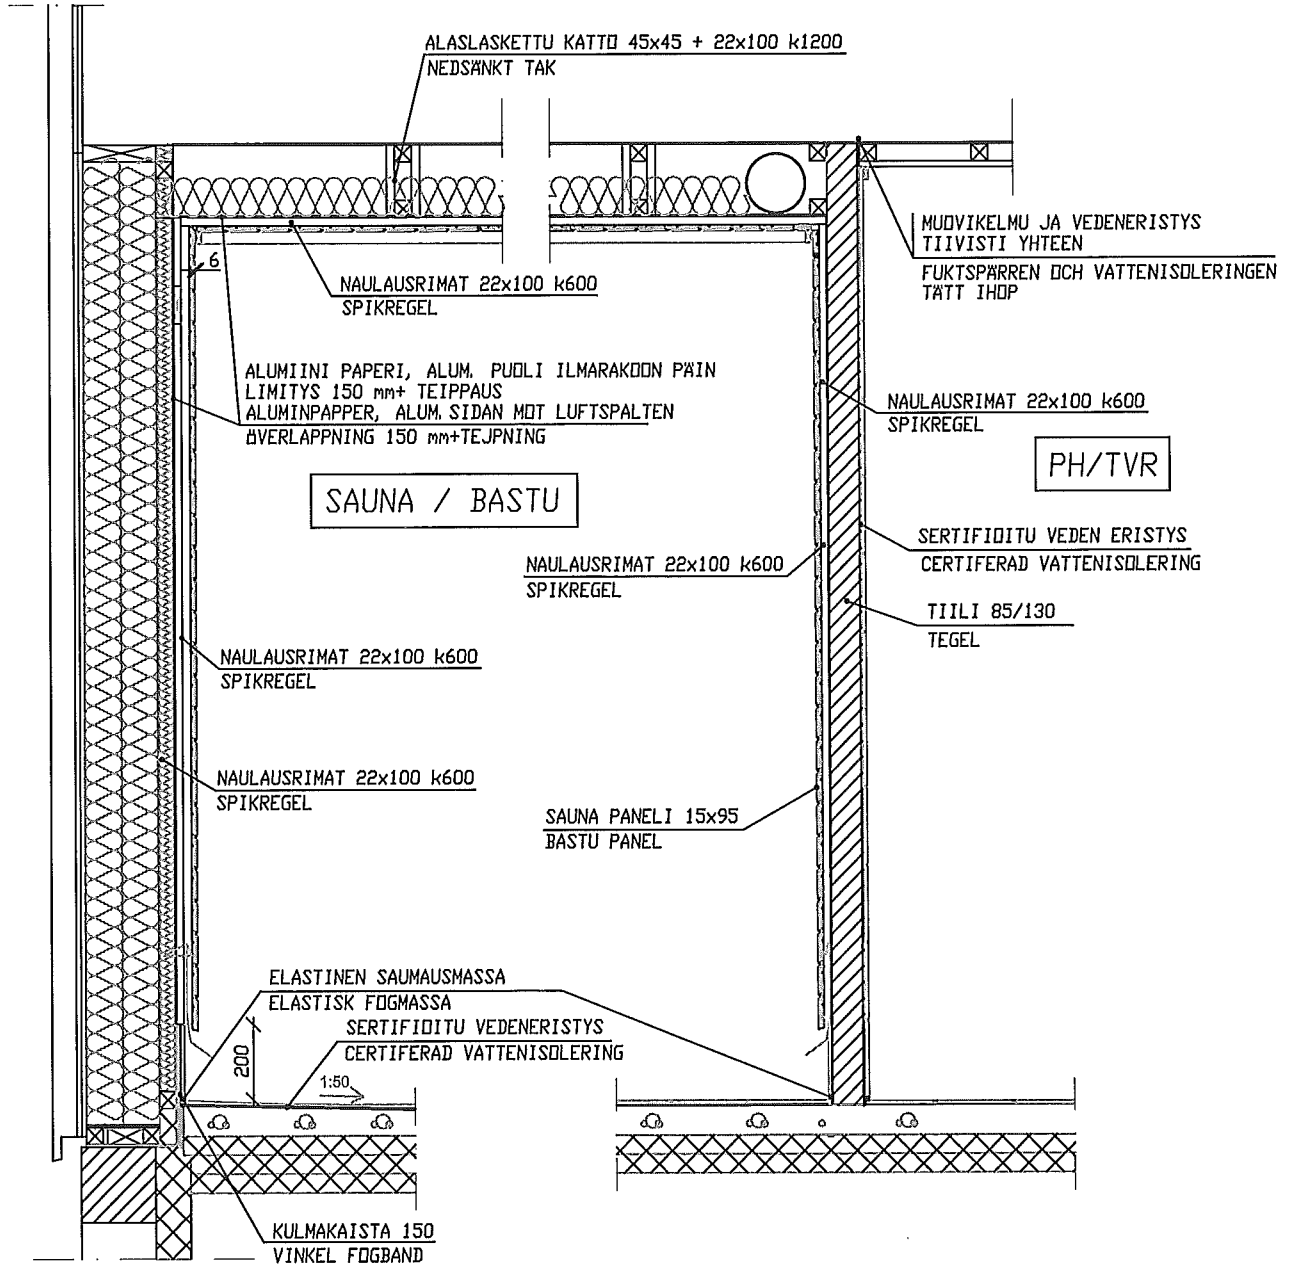 ALASLASKETTU KATTO 45x45 + 22x100 k1200
NEDSÄNKT TAK
MUOVIKELMU JA VEDENERISTYS
TIIVISTI YHTEEN
FUKTSPÄRREN OCH VATTENISOLERINGEN
TÄTT IHOP
6
NAULAUSRIMAT 22x100 k600
SPIKREGEL
ALUMIINI PAPERI, ALUM. PUOLI ILMARAKOON PÄIN
LIMITYS 150 mm+ TEIPPAUS
ALUMINPAPPER, ALUM. SIDAN MOT LUFTSPALTEN
ÖVERLAPPNING 150 mm+TEJPNING
NAULAUSRIMAT 22x100 k600
SPIKREGEL
PH/TVR
SAUNA / BASTU
SERTIFIOITU VEDEN ERISTYS
CERTIFERAD VATTENISOLERING
NAULAUSRIMAT 22x100 k600
SPIKREGEL
TIILI 85/130
TEGEL
NAULAUSRIMAT 22x100 k600
SPIKREGEL
NAULAUSRIMAT 22x100 k600
SPIKREGEL
SAUNA PANELI 15x95
BASTU PANEL
ELASTINEN SAUMAUSMASSA
ELASTISK FOGMASSA
SERTIFIOITU VEDENERISTYS
CERTIFERAD VATTENISOLERING
200
1:50
KULMAKAISTA 150
VINKEL FOGBAND